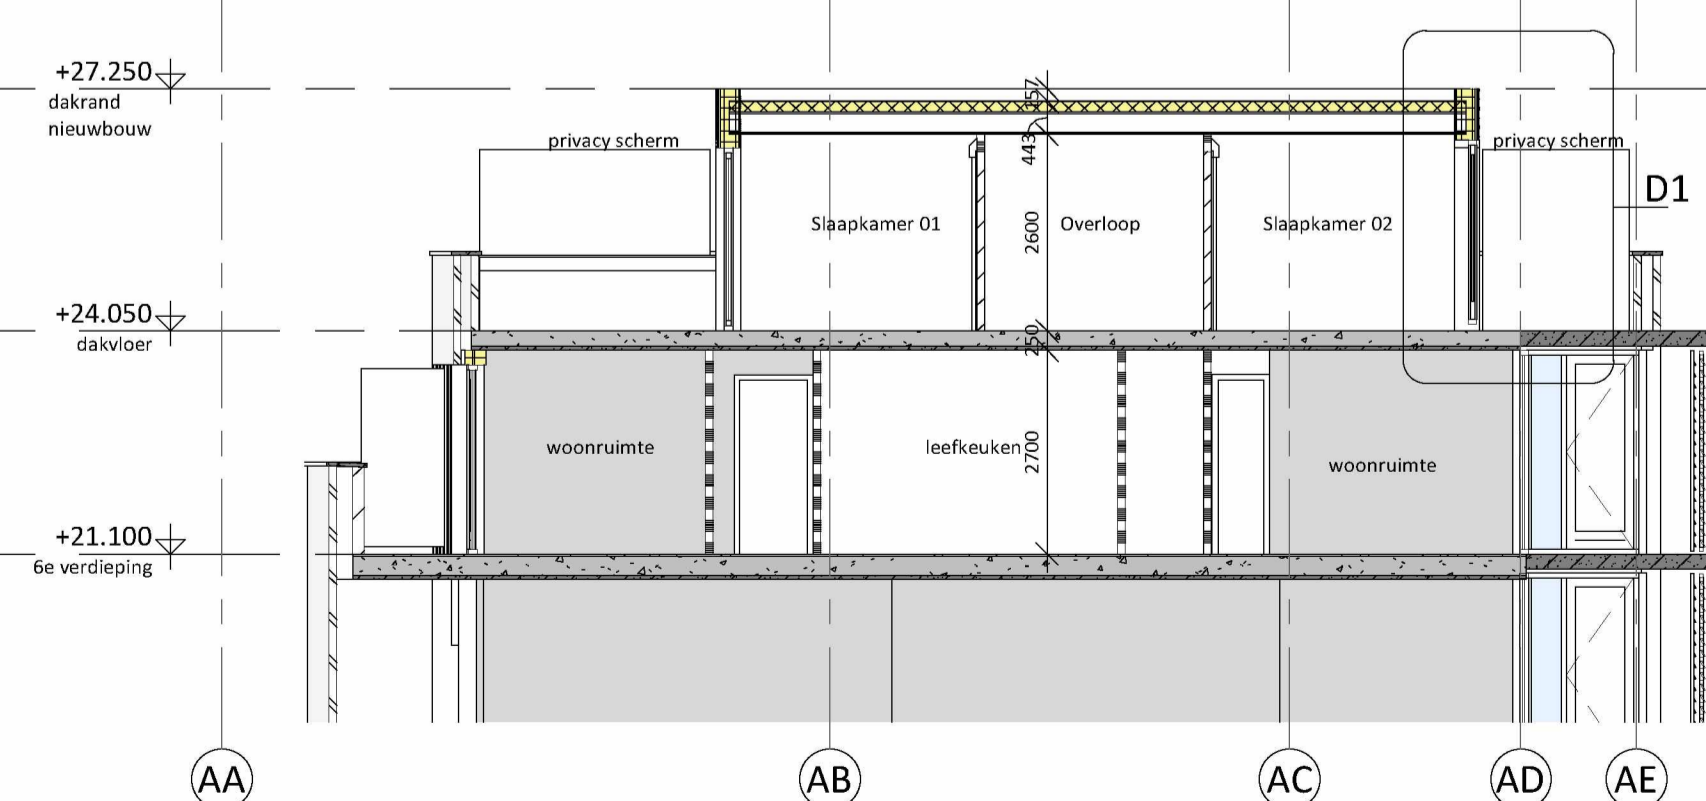 +27.250
dakrand
nieuwbouw
157
privacy scherm
443
privacy scherm
D1
Slaapkamer 01
2600
Overloop
Slaapkamer 02
+24.050
dakvloer
250
woonruimte
leefkeuken
2700
woonruimte
+21.100
6e verdieping
AA
AB
AC
AD
AE